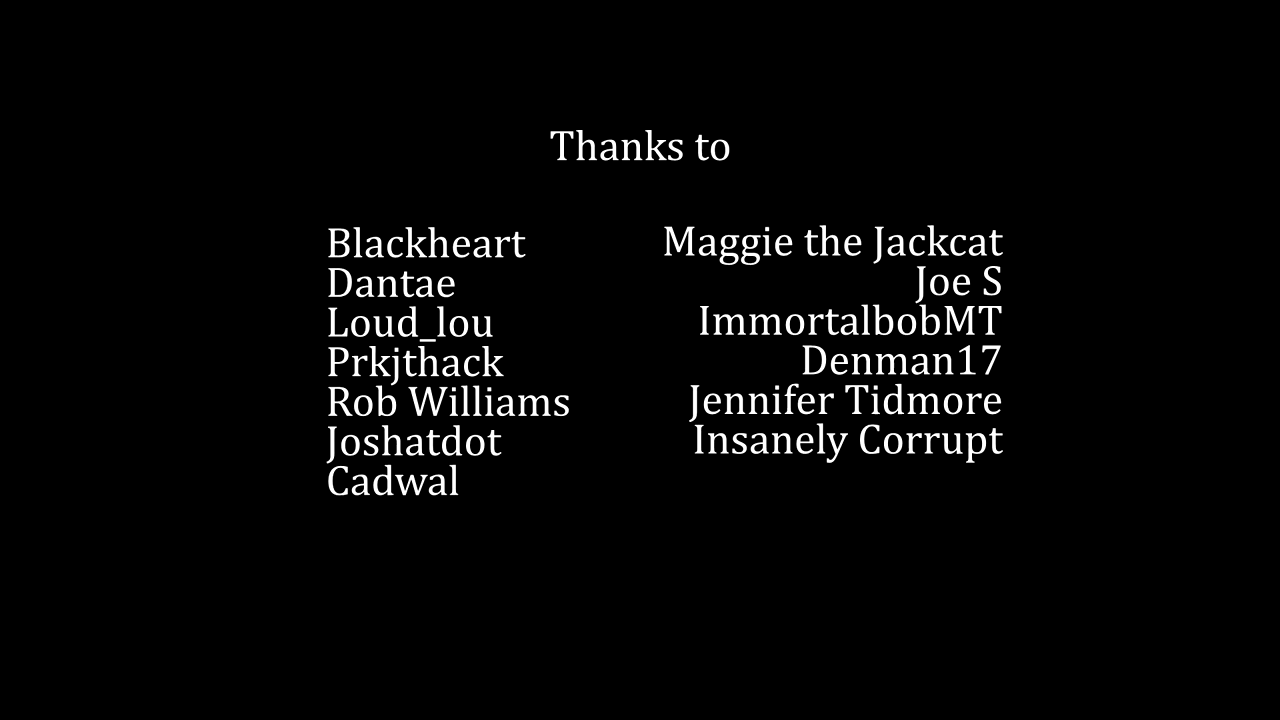 Thanks to
Blackheart
Dantae
Loud_lou
Prkjthack
Rob Williams
Joshatdot
Cadwal
Maggie the Jackcat
Joe S
ImmortalbobMT
Denman17
Jennifer Tidmore
Insanely Corrupt